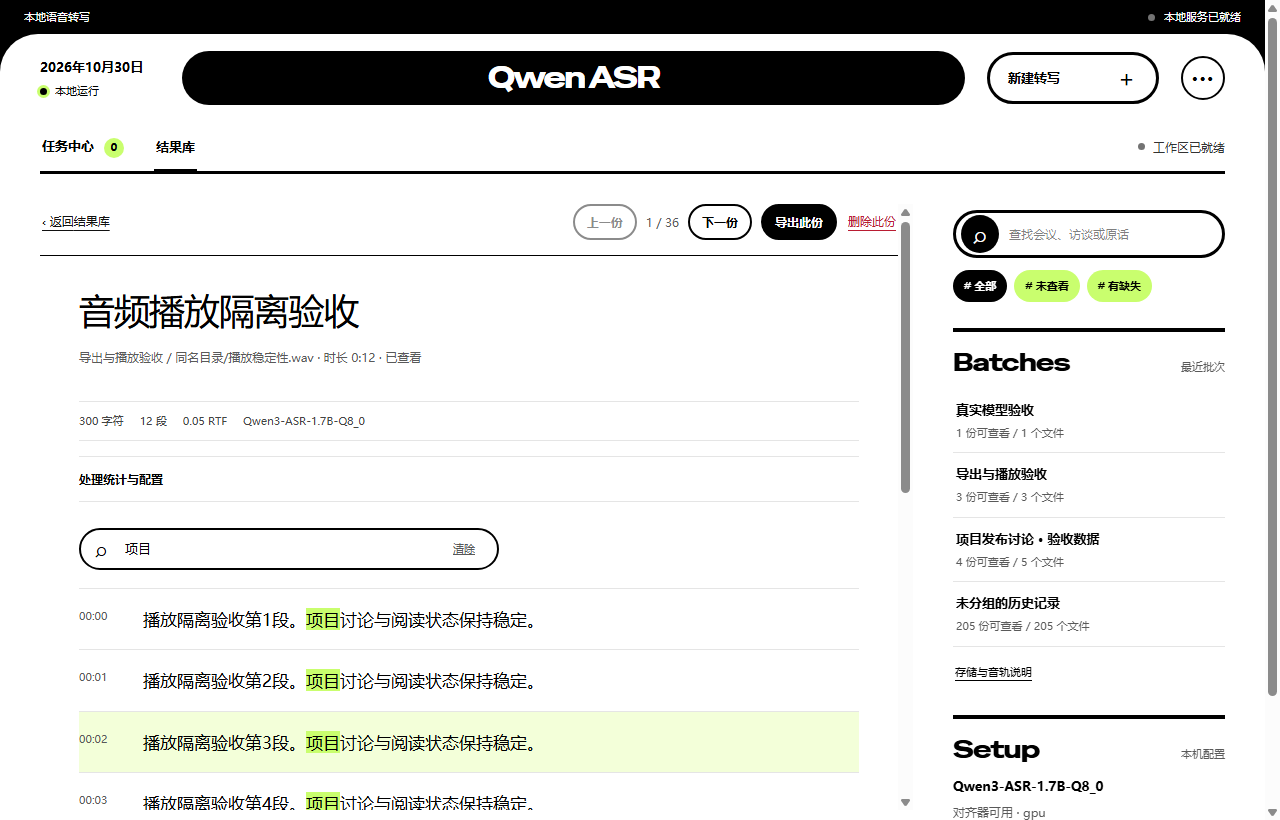 本地语音转写
本地服务已就绪
2026年10月30日
本地运行
Qwen ASR
新建转写 +
任务中心 0
结果库
工作区已就绪
‹ 返回结果库
上一份
1 / 36
下一份
导出此份
删除此份
音频播放隔离验收
导出与播放验收 / 同名目录/播放稳定性.wav · 时长 0:12 · 已查看
300 字符 12 段 0.05 RTF Qwen3-ASR-1.7B-Q8_0
处理统计与配置
项目
清除
00:00 播放隔离验收第1段。项目讨论与阅读状态保持稳定。
00:01 播放隔离验收第2段。项目讨论与阅读状态保持稳定。
00:02 播放隔离验收第3段。项目讨论与阅读状态保持稳定。
00:03 播放隔离验收第4段。项目讨论与阅读状态保持稳定。
查找会议、访谈或原话
# 全部
# 未查看
# 有缺失
Batches
最近批次
真实模型验收
1 份可查看 / 1 个文件
导出与播放验收
3 份可查看 / 3 个文件
项目发布讨论 • 验收数据
4 份可查看 / 5 个文件
未分组的历史记录
205 份可查看 / 205 个文件
存储与音轨说明
Setup
本机配置
Qwen3-ASR-1.7B-Q8_0
对齐器可用 · gpu